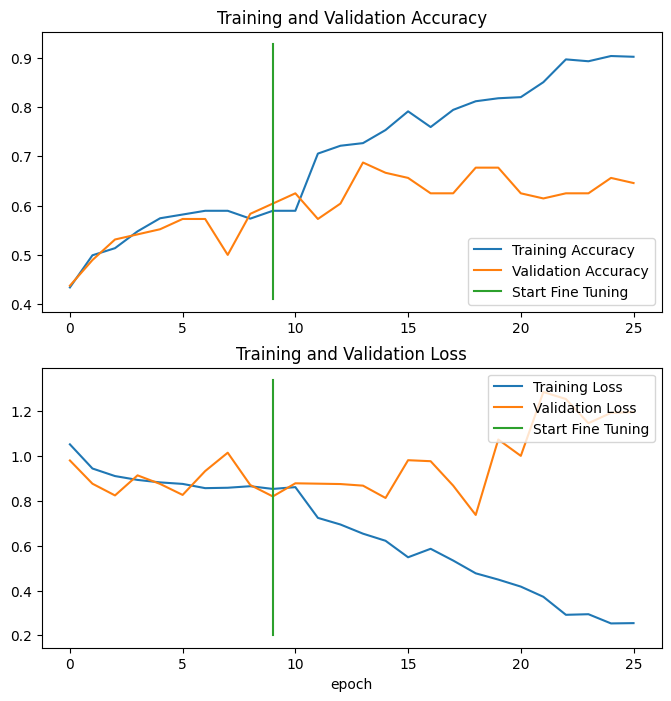 Training and Validation Accuracy
0.9
0.8
0.7
0.6
0.5
0.4
Training Accuracy
Validation Accuracy
Start Fine Tuning
0 5 10 15 20 25
Training and Validation Loss
1.2
1.0
0.8
0.6
0.4
0.2
Training Loss
Validation Loss
Start Fine Tuning
0 5 10 15 20 25
epoch